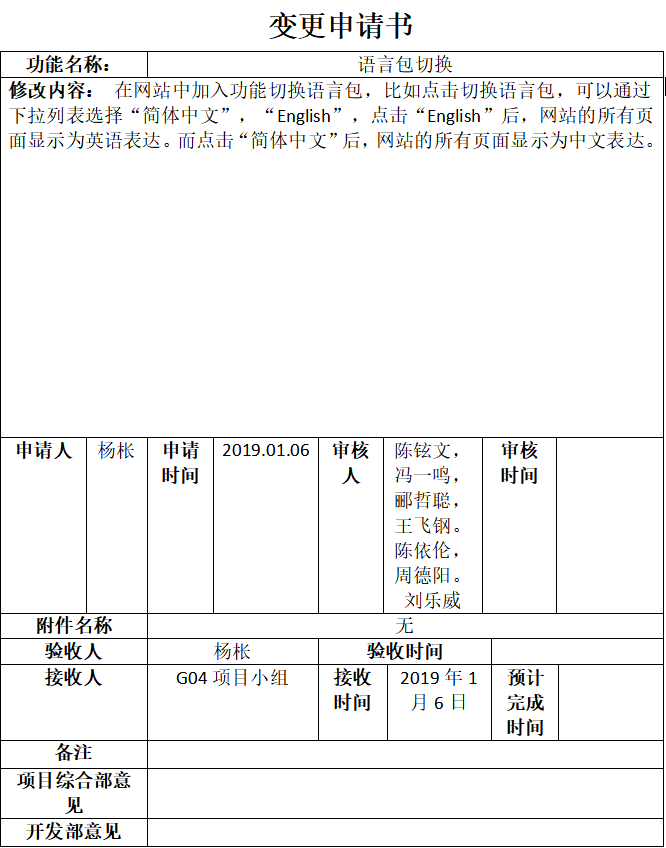 变更申请书
功能名称： 语言包切换
修改内容： 在网站中加入功能切换语言包，比如点击切换语言包，可以通过
下拉列表选择“简体中文”，“English”，点击“English”后，网站的所有页
面显示为英语表达。而点击“简体中文”后，网站的所有页面显示为中文表达。
申请人 杨枨 申请 2019.01.06 审核 陈铉文， 审核
时间 人 冯一鸣， 时间
郦哲聪，
王飞钢。
陈依伦，
周德阳。
刘乐威
附件名称 无
验收人 杨枨 验收时间
接收人 G04 项目小组 接收 2019 年 1 预计
时间 月 6 日 完成
时间
备注
项目综合部意
见
开发部意见